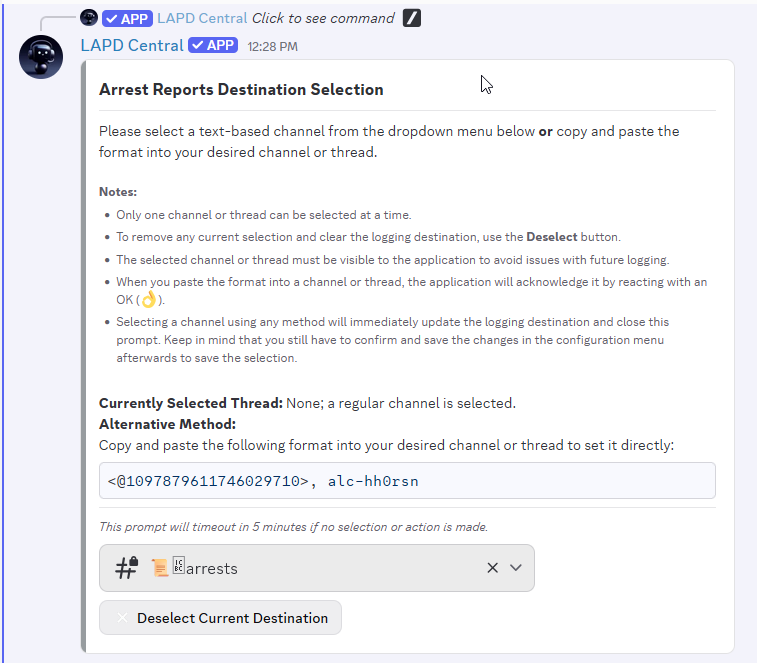 APP LAPD Central Click to see command
LAPD Central APP 12:28 PM
Arrest Reports Destination Selection
Please select a text-based channel from the dropdown menu below or copy and paste the
format into your desired channel or thread.
Notes:
• Only one channel or thread can be selected at a time.
• To remove any current selection and clear the logging destination, use the Deselect button.
• The selected channel or thread must be visible to the application to avoid issues with future logging.
• When you paste the format into a channel or thread, the application will acknowledge it by reacting with an
OK (👌).
• Selecting a channel using any method will immediately update the logging destination and close this
prompt. Keep in mind that you still have to confirm and save the changes in the configuration menu
afterwards to save the selection.
Currently Selected Thread: None; a regular channel is selected.
Alternative Method:
Copy and paste the following format into your desired channel or thread to set it directly:
<@1097879611746029710>, alc-hh0rsn
This prompt will timeout in 5 minutes if no selection or action is made.
📜arrests
Deselect Current Destination